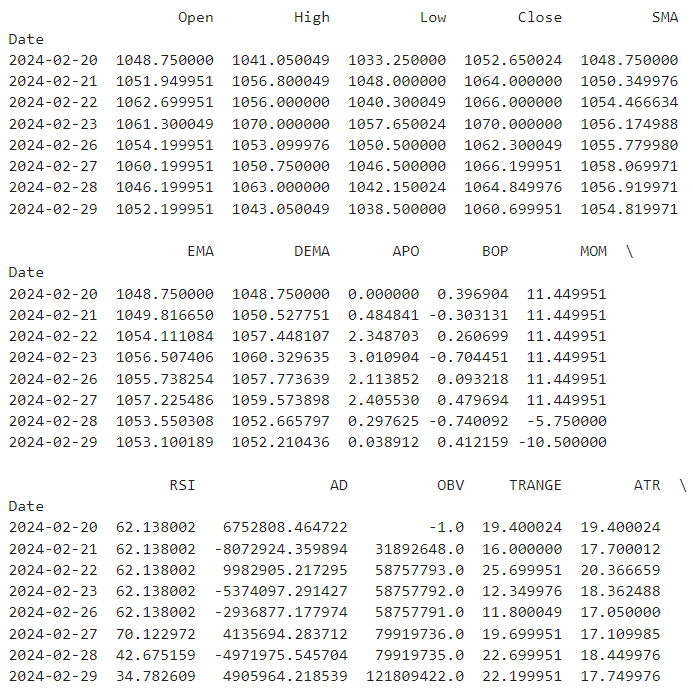 Open High Low Close SMA
Date
2024-02-20 1048.750000 1041.050049 1033.250000 1052.650024 1048.750000
2024-02-21 1051.949951 1056.800049 1048.000000 1064.000000 1050.349976
2024-02-22 1062.699951 1056.000000 1040.300049 1066.000000 1054.466634
2024-02-23 1061.300049 1070.000000 1057.650024 1070.000000 1056.174988
2024-02-26 1054.199951 1053.099976 1050.500000 1062.300049 1055.779980
2024-02-27 1060.199951 1050.750000 1046.500000 1066.199951 1058.069971
2024-02-28 1046.199951 1063.000000 1042.150024 1064.849976 1056.919971
2024-02-29 1052.199951 1043.050049 1038.500000 1060.699951 1054.819971
EMA DEMA APO BOP MOM \
Date
2024-02-20 1048.750000 1048.750000 0.000000 0.396904 11.449951
2024-02-21 1049.816650 1050.527751 0.484841 -0.303131 11.449951
2024-02-22 1054.111084 1057.448107 2.348703 0.260699 11.449951
2024-02-23 1056.507406 1060.329635 3.010904 -0.704451 11.449951
2024-02-26 1055.738254 1057.773639 2.113852 0.093218 11.449951
2024-02-27 1057.225486 1059.573898 2.405530 0.479694 11.449951
2024-02-28 1053.550308 1052.665797 0.297625 -0.740092 -5.750000
2024-02-29 1053.100189 1052.210436 0.038912 0.412159 -10.500000
RSI AD OBV TRANGE ATR \
Date
2024-02-20 62.138002 6752808.464722 -1.0 19.400024 19.400024
2024-02-21 62.138002 -8072924.359894 31892648.0 16.000000 17.700012
2024-02-22 62.138002 9982905.217295 58757793.0 25.699951 20.366659
2024-02-23 62.138002 -5374097.291427 58757792.0 12.349976 18.362488
2024-02-26 62.138002 -2936877.177974 58757791.0 11.800049 17.050000
2024-02-27 70.122972 4135694.283712 79919736.0 19.699951 17.109985
2024-02-28 42.675159 -4971975.545704 79919735.0 22.699951 18.449976
2024-02-29 34.782609 4905964.218539 121809422.0 22.199951 17.749976